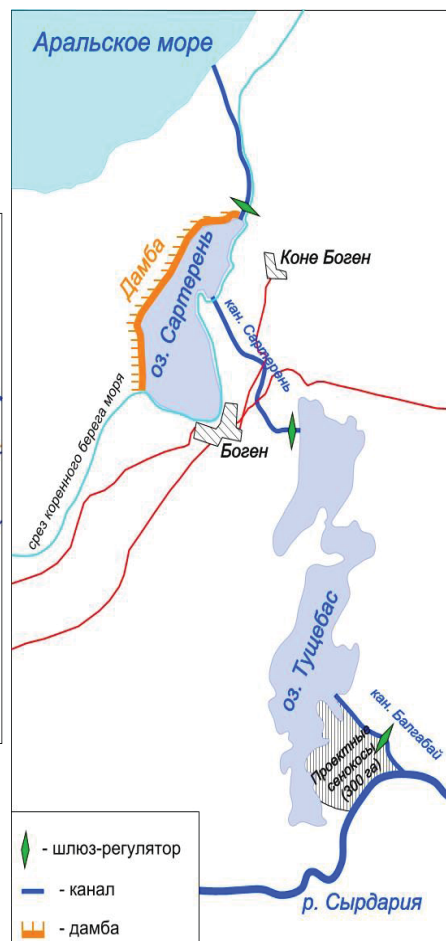 Аральское море
Дамба
оз. Сартерень
Коне Боген
кан. Сартерень
срез коренного берега моря
Боген
оз. Тущебас
кан. Балгабай
Проектные
сенокосы
(300 га)
- шлюз-регулятор
- канал
- дамба
р. Сырдария